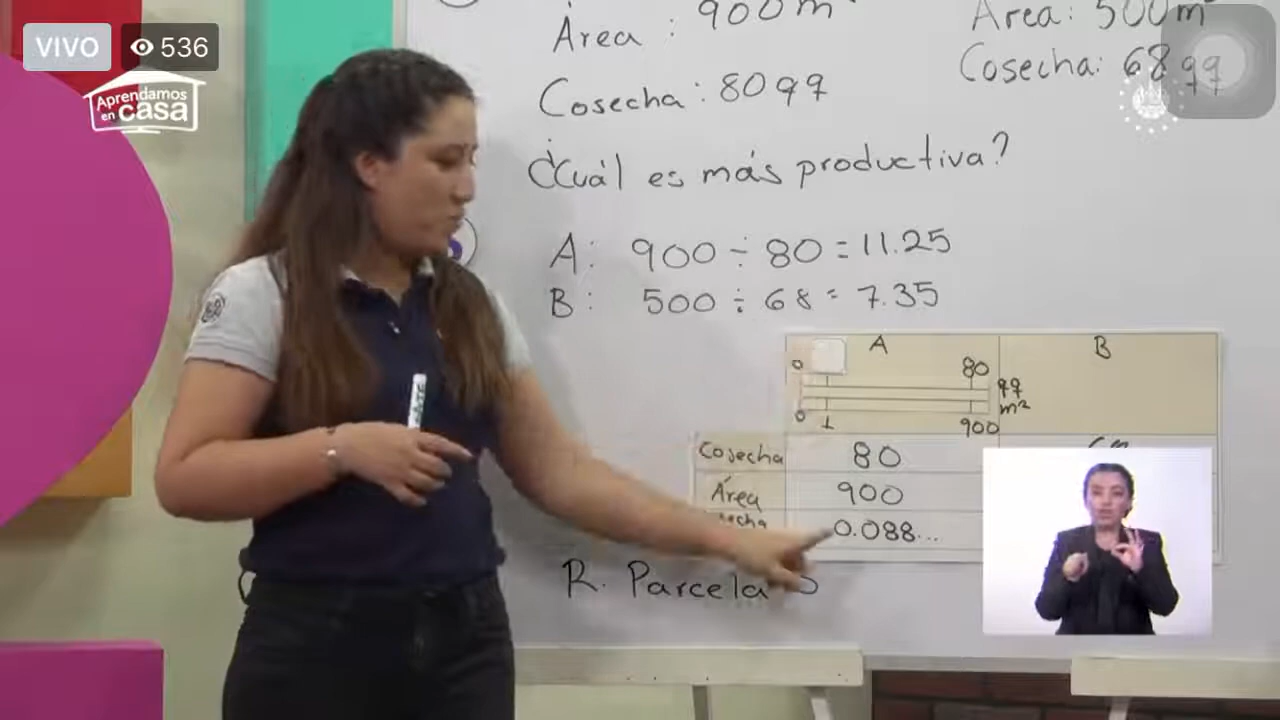 VIVO 536
Aprendamos
en casa
Área: 900 m²
Cosecha: 80 qq
Área: 500 m²
Cosecha: 68 qq
¿Cuál es más productiva?
A: 900 ÷ 80 = 11.25
B: 500 ÷ 68 = 7.35
A B
0 80 qq
0 1 900 m²
Cosecha 80
Área 900
0.088...
R. Parcela